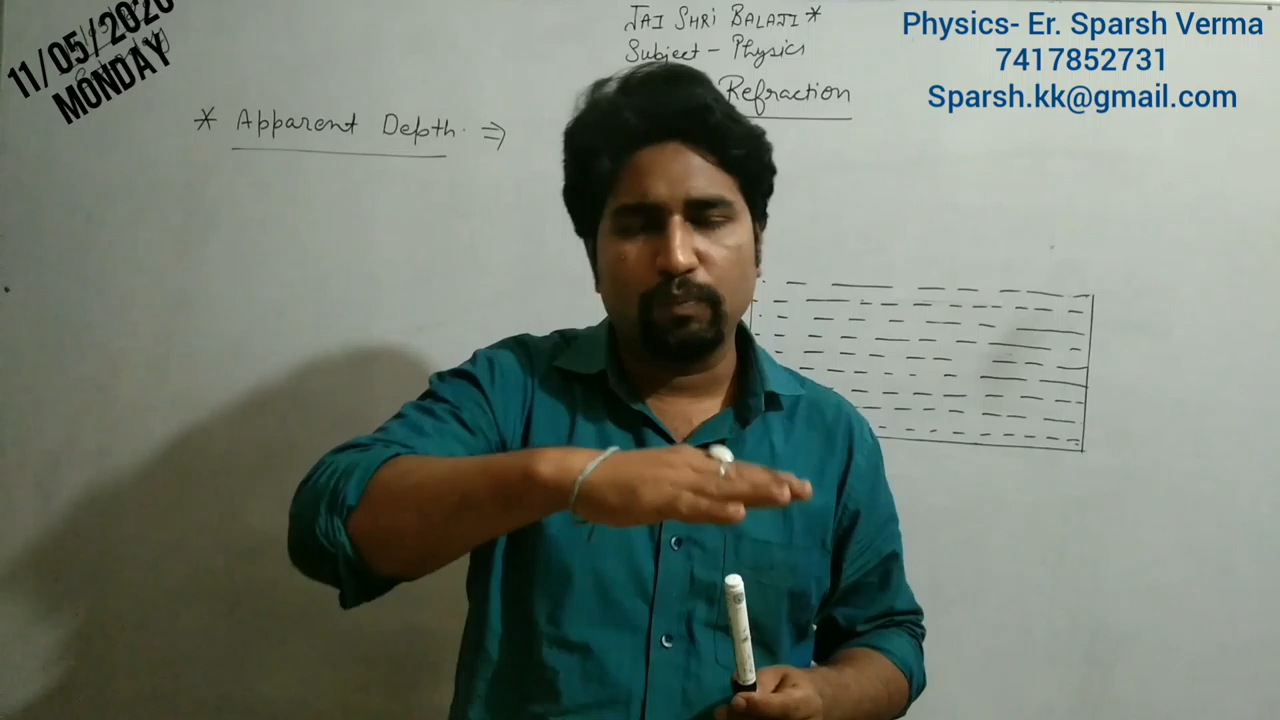 11/05/2020
MONDAY
JAI SHRi BALAJI *
Subject - Physics
Refraction
Physics- Er. Sparsh Verma
7417852731
Sparsh.kk@gmail.com
* Apparent Depth. ⇒